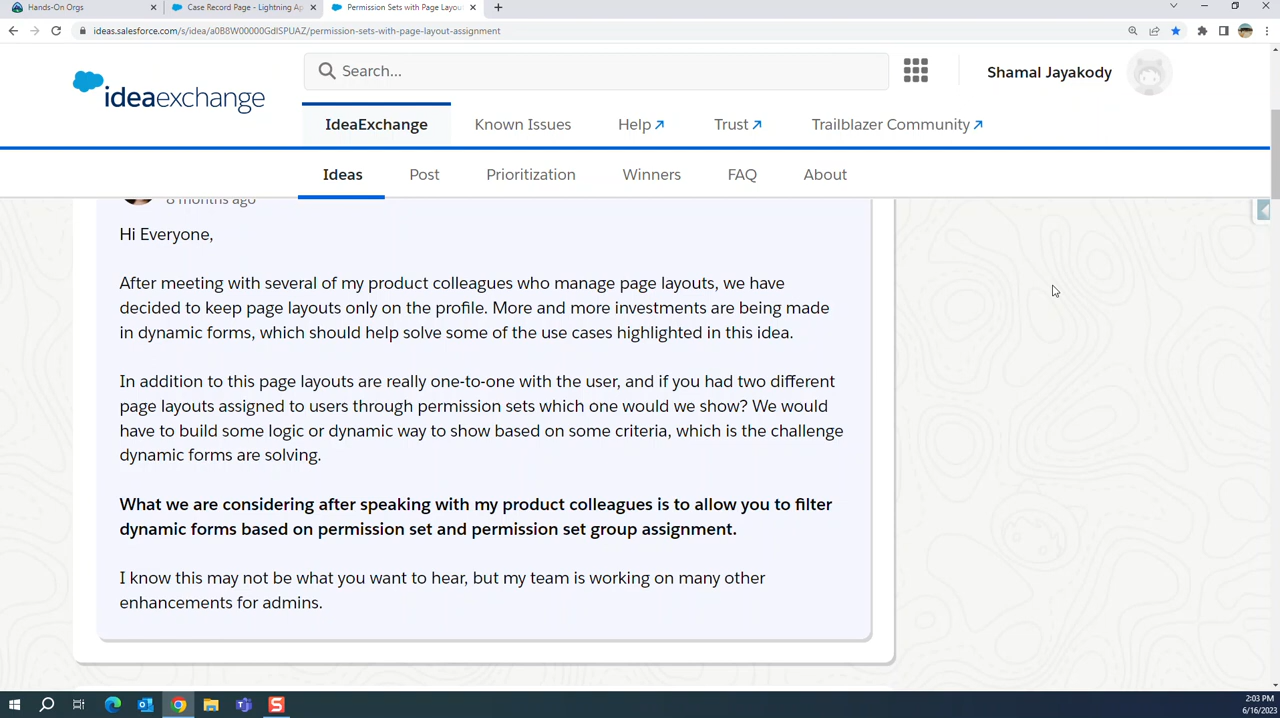 Hands-On Orgs
Case Record Page - Lightning Ap
Permission Sets with Page Layou
ideas.salesforce.com/s/idea/a0B8W00000GdlSPUAZ/permission-sets-with-page-layout-assignment
ideaexchange
Search...
Shamal Jayakody
IdeaExchange Known Issues Help Trust Trailblazer Community
Ideas Post Prioritization Winners FAQ About
8 months ago
Hi Everyone,
After meeting with several of my product colleagues who manage page layouts, we have
decided to keep page layouts only on the profile. More and more investments are being made
in dynamic forms, which should help solve some of the use cases highlighted in this idea.
In addition to this page layouts are really one-to-one with the user, and if you had two different
page layouts assigned to users through permission sets which one would we show? We would
have to build some logic or dynamic way to show based on some criteria, which is the challenge
dynamic forms are solving.
What we are considering after speaking with my product colleagues is to allow you to filter
dynamic forms based on permission set and permission set group assignment.
I know this may not be what you want to hear, but my team is working on many other
enhancements for admins.
2:03 PM
6/16/2023